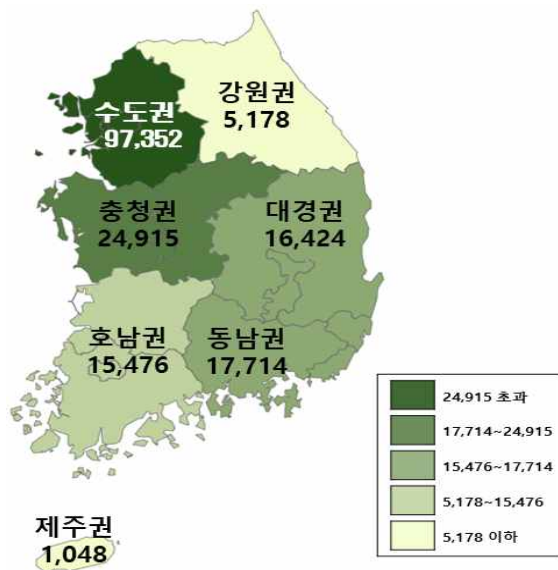 수도권
97,352
강원권
5,178
충청권
24,915
대경권
16,424
호남권
15,476
동남권
17,714
제주권
1,048
24,915 초과
17,714~24,915
15,476~17,714
5,178~15,476
5,178 이하